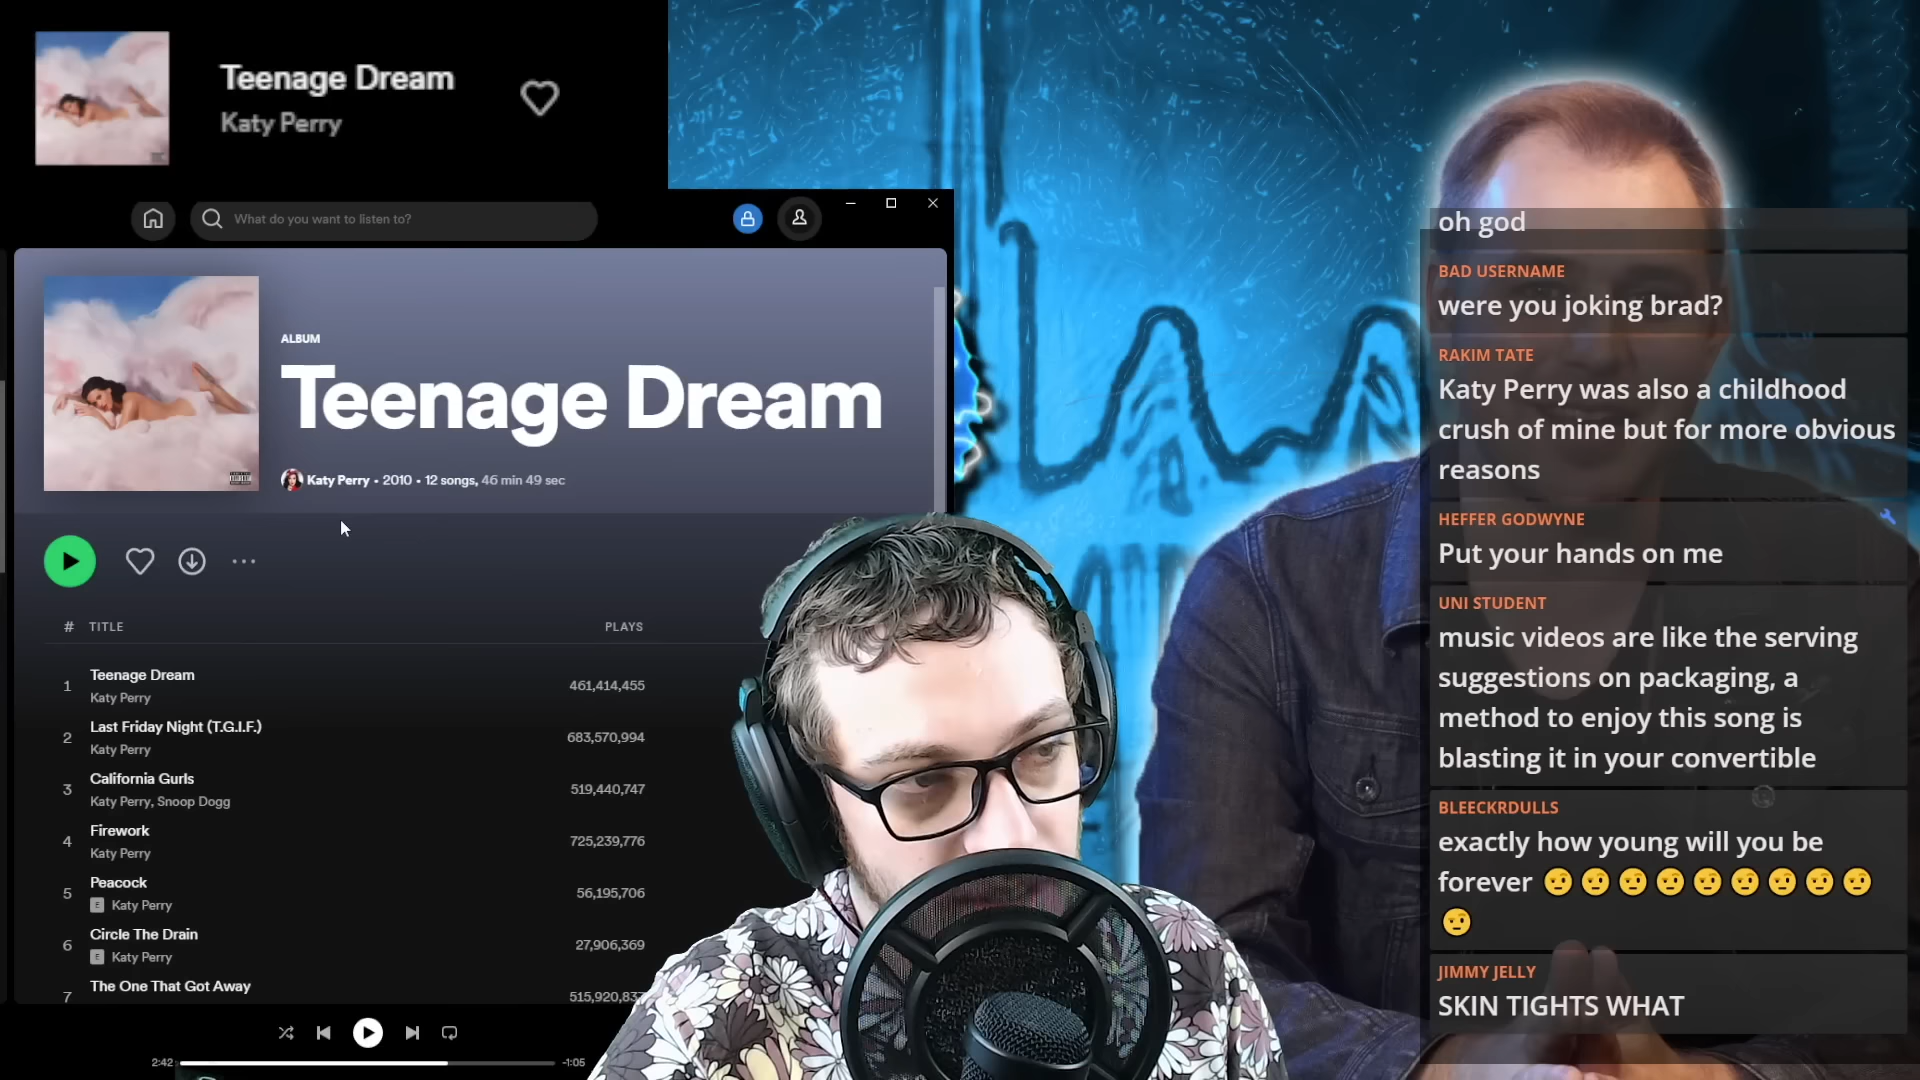 Teenage Dream
Katy Perry
What do you want to listen to?
ALBUM
Teenage Dream
Katy Perry • 2010 • 12 songs, 46 min 49 sec
# TITLE PLAYS
1 Teenage Dream 461,414,455
Katy Perry
2 Last Friday Night (T.G.I.F.) 683,570,994
Katy Perry
3 California Gurls 519,440,747
Katy Perry, Snoop Dogg
4 Firework 725,239,776
Katy Perry
5 Peacock 56,195,706
E Katy Perry
6 Circle The Drain 27,906,369
E Katy Perry
7 The One That Got Away 515,920,837
2:42 -1:05
oh god
BAD USERNAME
were you joking brad?
RAKIM TATE
Katy Perry was also a childhood
crush of mine but for more obvious
reasons
HEFFER GODWYNE
Put your hands on me
UNI STUDENT
music videos are like the serving
suggestions on packaging, a
method to enjoy this song is
blasting it in your convertible
BLEECKRDULLS
exactly how young will you be
forever 🤨🤨🤨🤨🤨🤨🤨🤨🤨
🤨
JIMMY JELLY
SKIN TIGHTS WHAT